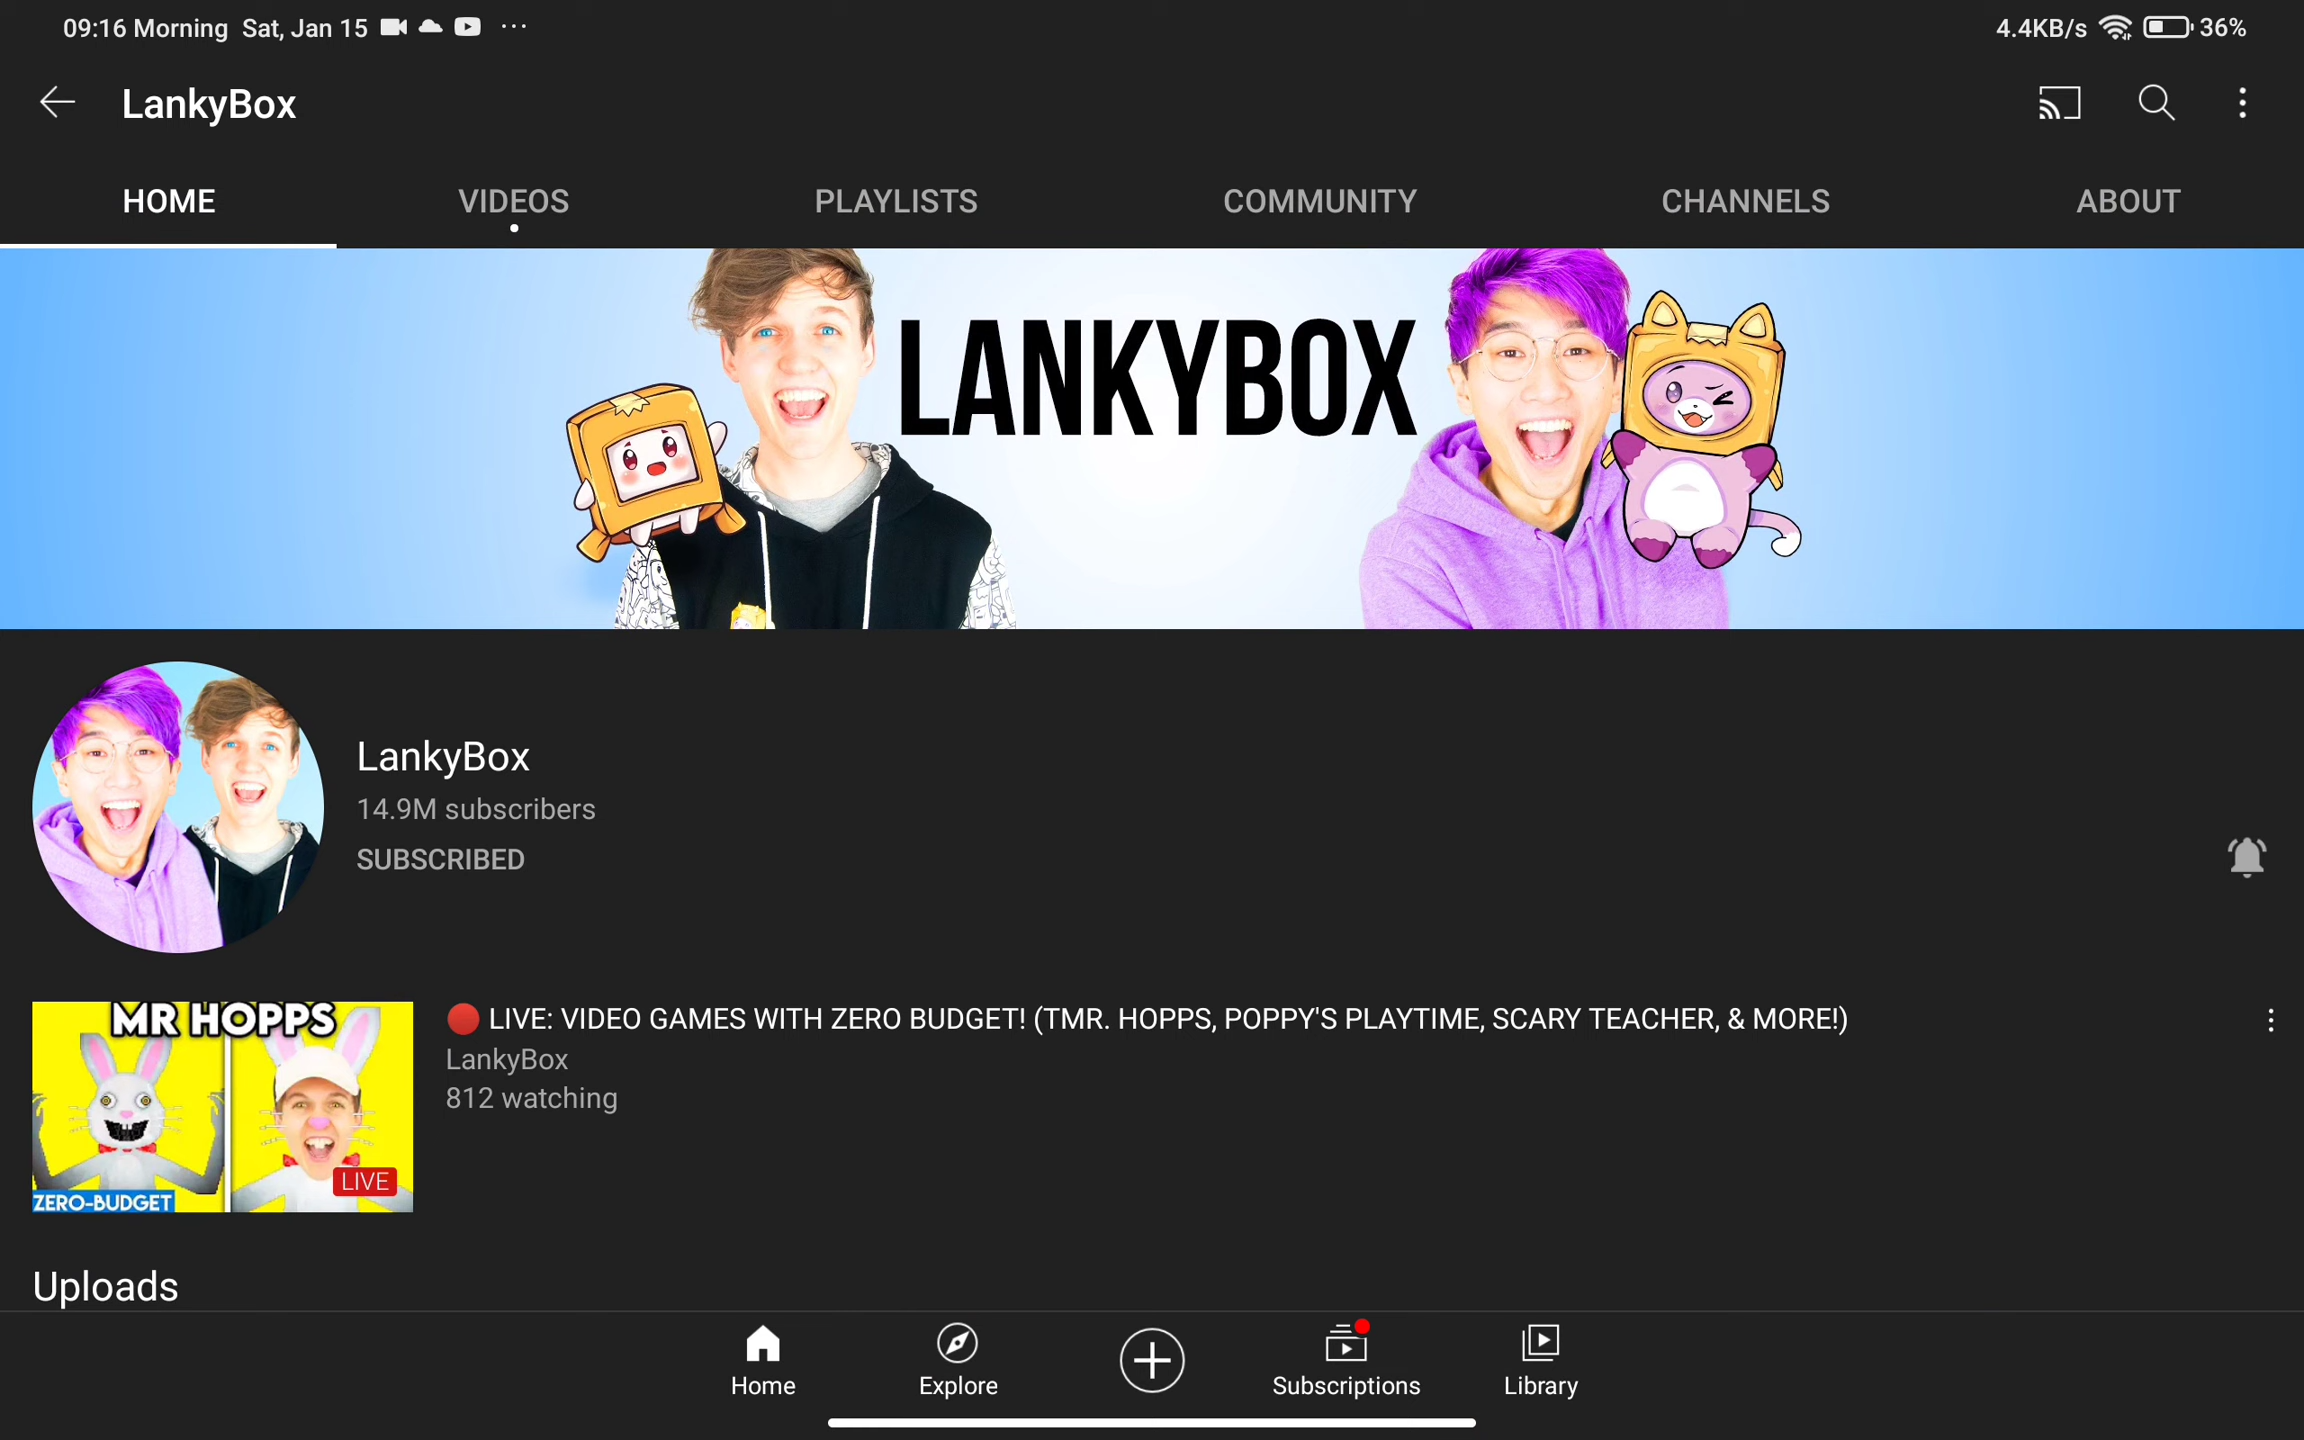 09:16 Morning Sat, Jan 15
4.4KB/s 36%
LankyBox
HOME VIDEOS PLAYLISTS COMMUNITY CHANNELS ABOUT
LANKYBOX
LankyBox
14.9M subscribers
SUBSCRIBED
MR HOPPS
ZERO-BUDGET
LIVE
LIVE: VIDEO GAMES WITH ZERO BUDGET! (TMR. HOPPS, POPPY'S PLAYTIME, SCARY TEACHER, & MORE!)
LankyBox
812 watching
Uploads
Home Explore Subscriptions Library